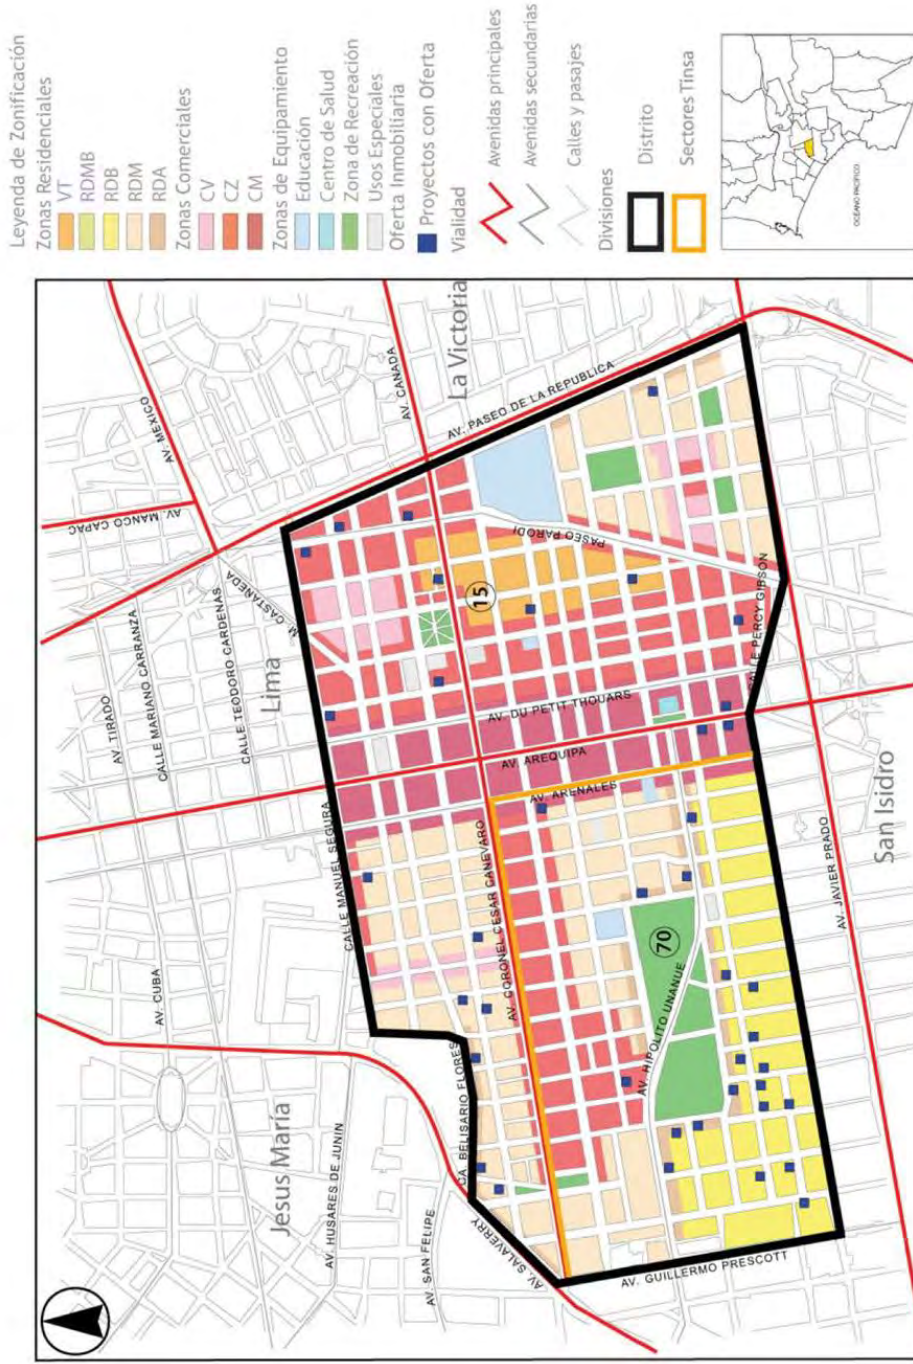 Leyenda de Zonificación
Zonas Residenciales
VT
RDMB
RDB
RDM
RDA
Zonas Comerciales
CV
CZ
CM
Zonas de Equipamiento
Educación
Centro de Salud
Zona de Recreación
Usos Especiales
Oferta Inmobiliaria
Proyectos con Oferta
Vialidad
Avenidas principales
Avenidas secundarias
Calles y pasajes
Divisiones
Distrito
Sectores Tinsa
OCÉANO PACÍFICO
AV. TIRADO
CALLE MARIANO CARRANZA
CALLE TEODORO CARDENAS
AV. MANCO CAPAC
AV. MEXICO
M. CASTAÑEDA
Lima
AV. CANADA
La Victoria
AV. PASEO DE LA REPUBLICA
AV. CUBA
Jesus María
AV. HUSARES DE JUNIN
AV. SAN FELIPE
AV. SALAVERRY
CA. BELISARIO FLORES
CALLE MANUEL SEGURA
AV. CORONEL CESAR CANEVARO
15
PASEO PARODI
AV. DU PETIT THOUARS
AV. AREQUIPA
AV. ARENALES
CALLE PERCY GIBSON
70
AV. HIPOLITO UNANUE
AV. GUILLERMO PRESCOTT
AV. JAVIER PRADO
San Isidro